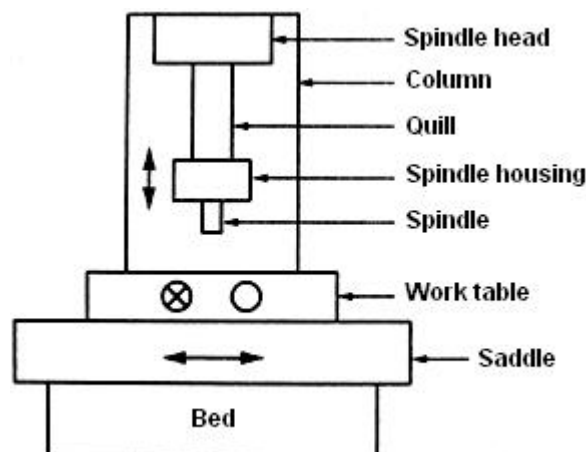 Spindle head
Column
Quill
Spindle housing
Spindle
Work table
Saddle
Bed